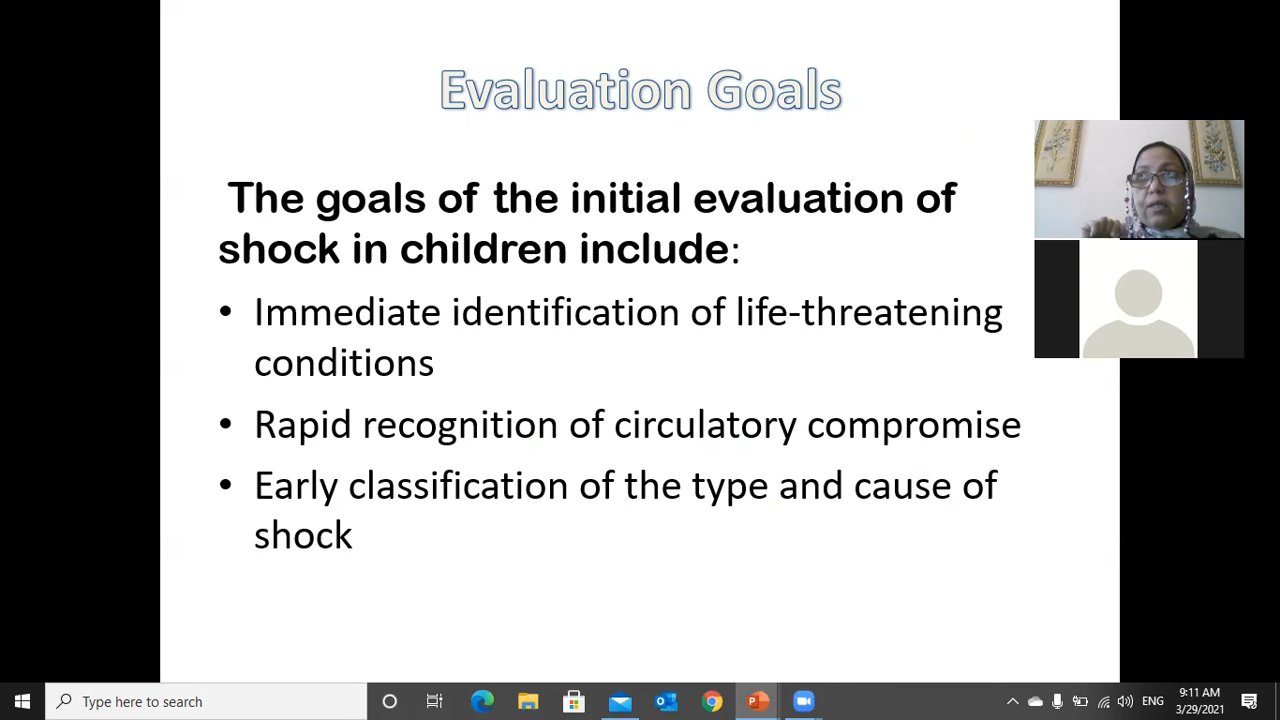 Evaluation Goals
The goals of the initial evaluation of
shock in children include:
• Immediate identification of life-threatening
conditions
• Rapid recognition of circulatory compromise
• Early classification of the type and cause of
shock
Type here to search
ENG
9:11 AM
3/29/2021